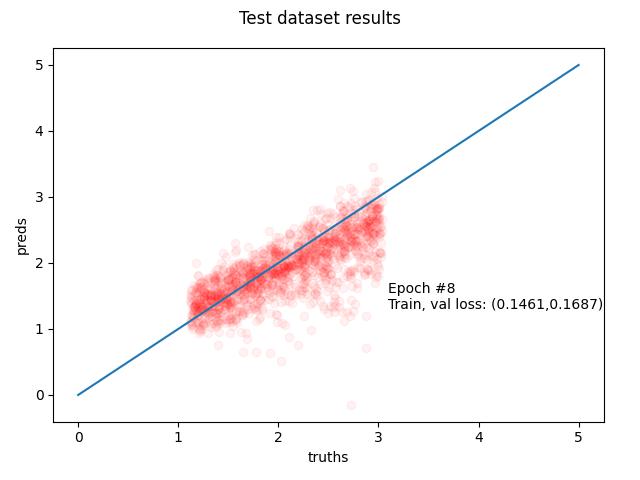 Test dataset results
5
4
3
2
1
0
preds
Epoch #8
Train, val loss: (0.1461,0.1687)
0 1 2 3 4 5
truths